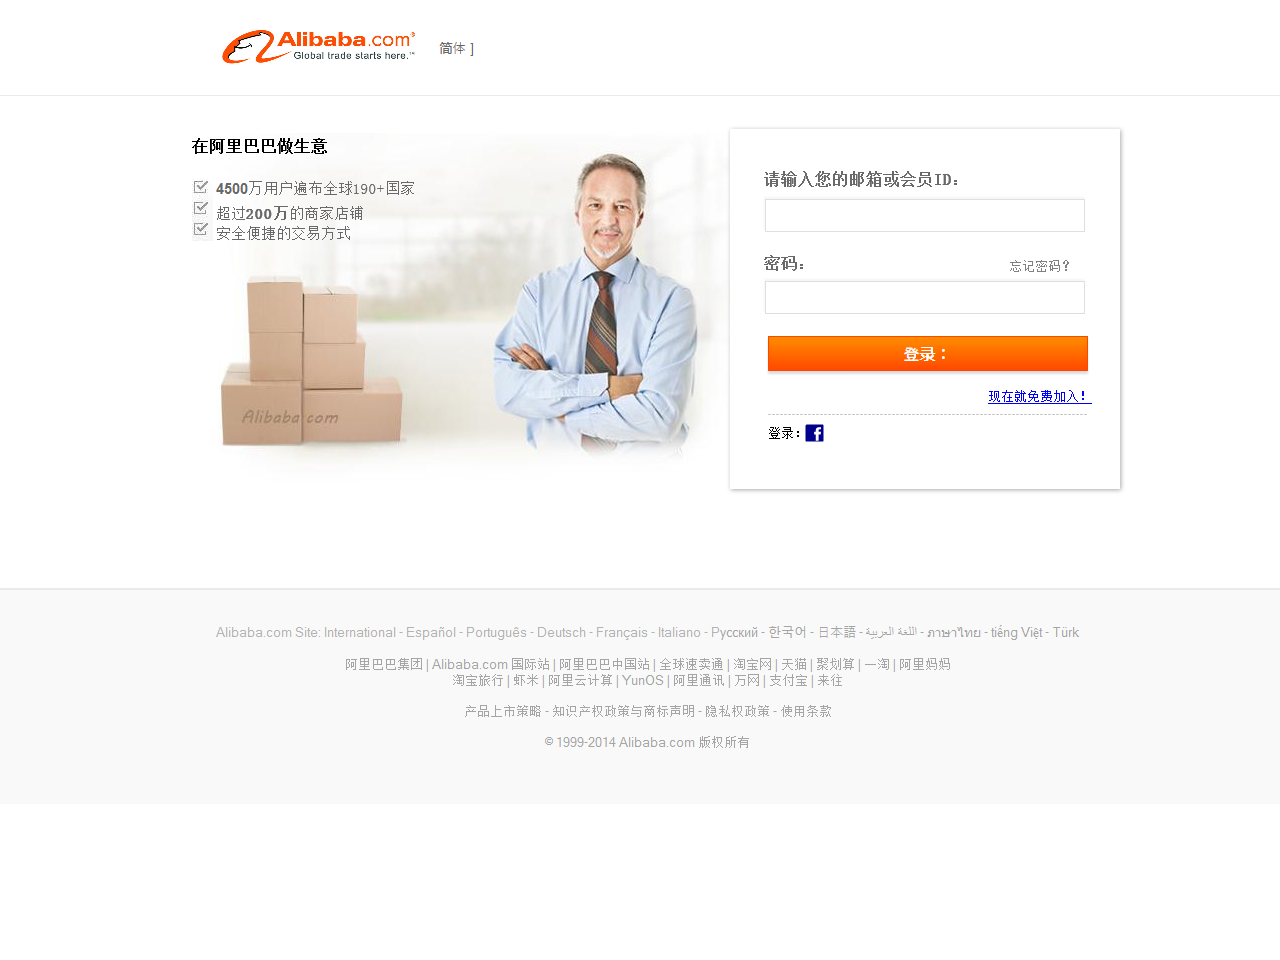 Alibaba.com®
Global trade starts here.™
简体 ]
在阿里巴巴做生意
4500万用户遍布全球190+国家
超过200万的商家店铺
安全便捷的交易方式
Alibaba.com
请输入您的邮箱或会员ID：
密码：
忘记密码?
登录：
现在就免费加入！
登录：
Alibaba.com Site: International - Español - Português - Deutsch - Français - Italiano - Русский - 한국어 - 日本語 - اللغة العربية - ภาษาไทย - tiếng Việt - Türk
阿里巴巴集团 | Alibaba.com 国际站 | 阿里巴巴中国站 | 全球速卖通 | 淘宝网 | 天猫 | 聚划算 | 一淘 | 阿里妈妈
淘宝旅行 | 虾米 | 阿里云计算 | YunOS | 阿里通讯 | 万网 | 支付宝 | 来往
产品上市策略 - 知识产权政策与商标声明 - 隐私权政策 - 使用条款
© 1999-2014 Alibaba.com 版权所有